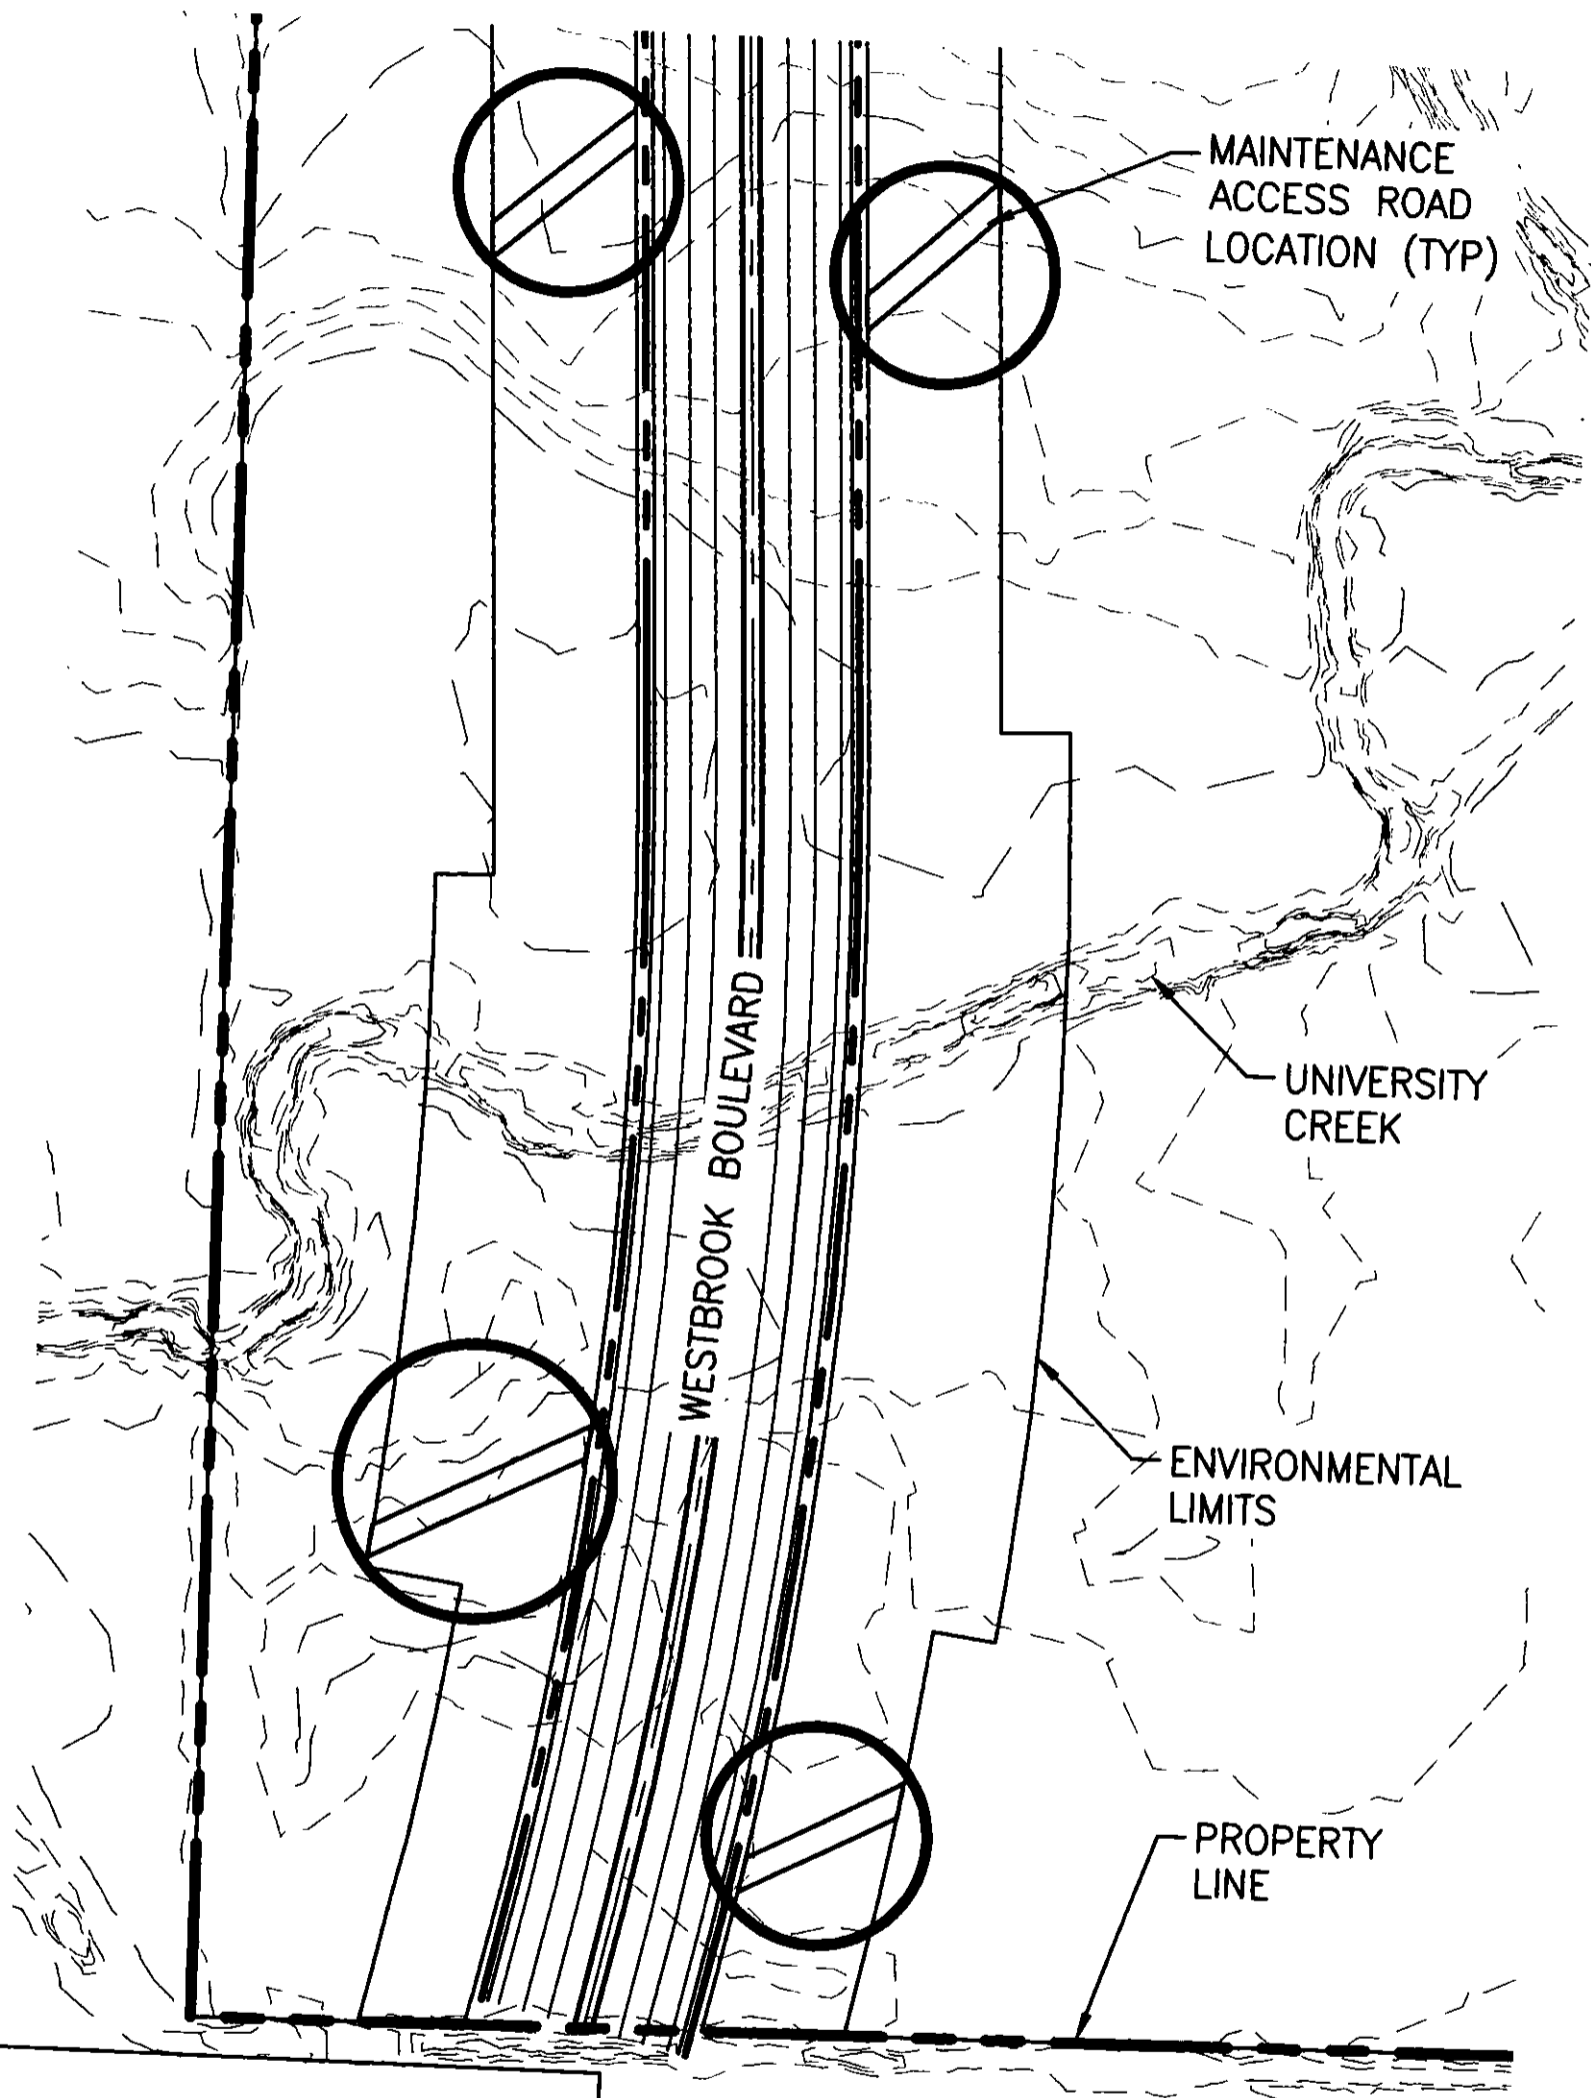 MAINTENANCE
ACCESS ROAD
LOCATION (TYP)
WESTBROOK BOULEVARD
UNIVERSITY
CREEK
ENVIRONMENTAL
LIMITS
PROPERTY
LINE